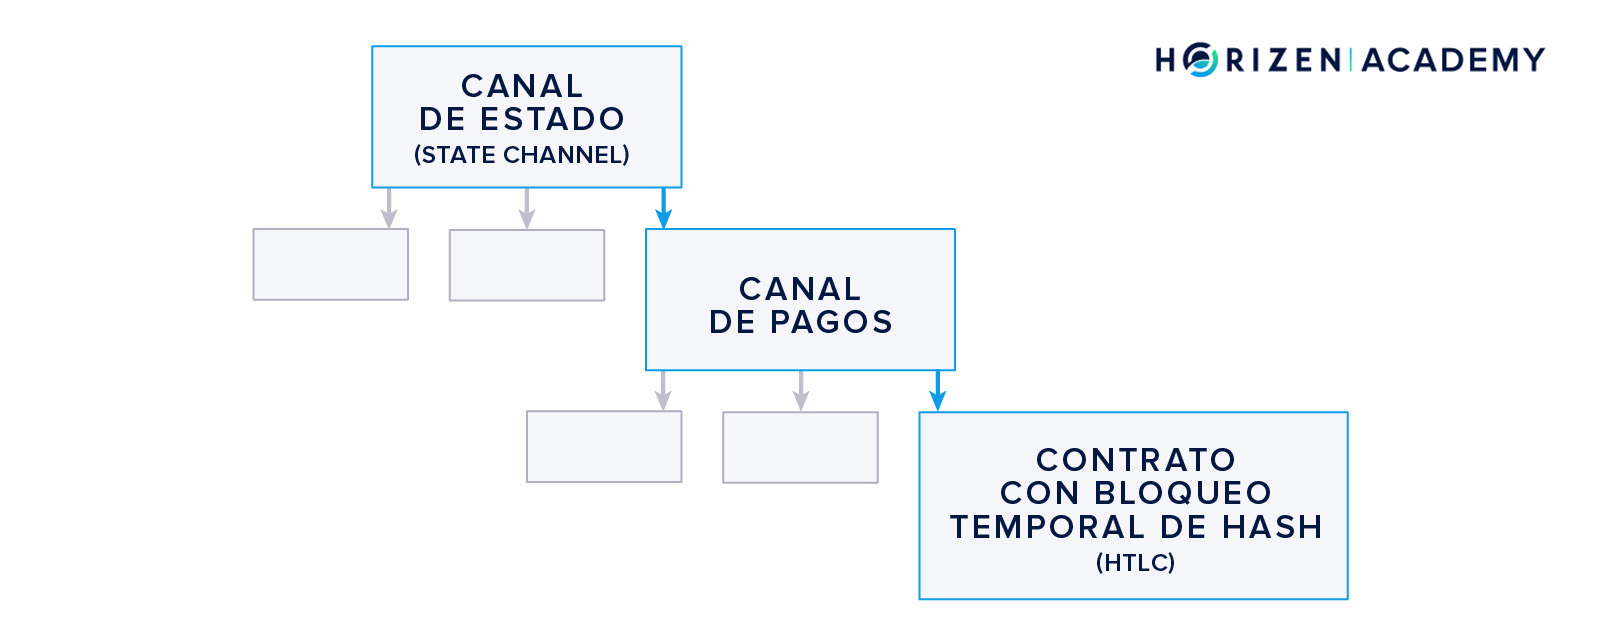 HORIZEN | ACADEMY
CANAL
DE ESTADO
(STATE CHANNEL)
CANAL
DE PAGOS
CONTRATO
CON BLOQUEO
TEMPORAL DE HASH
(HTLC)